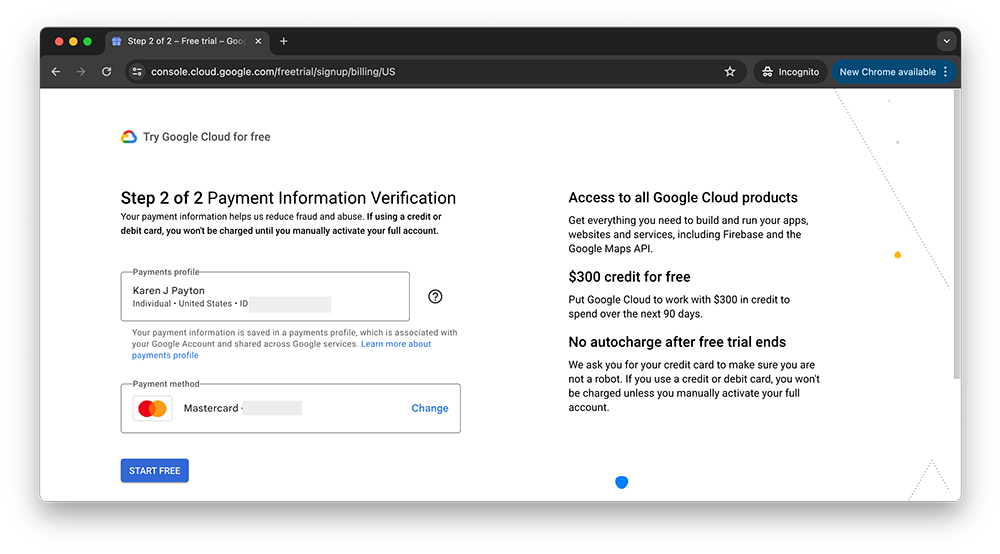 Step 2 of 2 – Free trial – Goo
console.cloud.google.com/freetrial/signup/billing/US
Incognito
New Chrome available
Try Google Cloud for free
Step 2 of 2 Payment Information Verification
Your payment information helps us reduce fraud and abuse. If using a credit or
debit card, you won't be charged until you manually activate your full account.
Payments profile
Karen J Payton
Individual • United States • ID
Your payment information is saved in a payments profile, which is associated with
your Google Account and shared across Google services. Learn more about
payments profile
Payment method
Mastercard ·
Change
START FREE
Access to all Google Cloud products
Get everything you need to build and run your apps,
websites and services, including Firebase and the
Google Maps API.
$300 credit for free
Put Google Cloud to work with $300 in credit to
spend over the next 90 days.
No autocharge after free trial ends
We ask you for your credit card to make sure you are
not a robot. If you use a credit or debit card, you won't
be charged unless you manually activate your full
account.